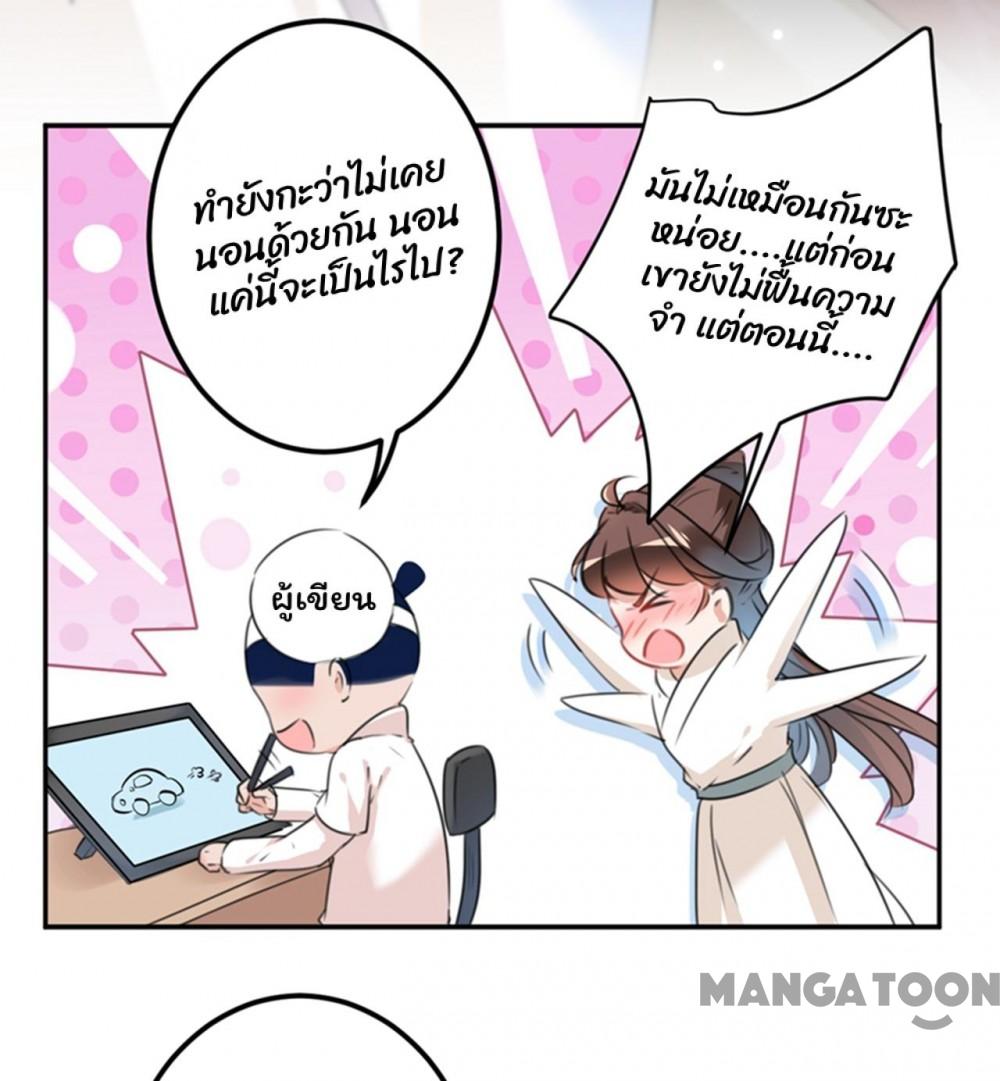 ทำยังกะว่าไม่เคย
นอนด้วยกัน นอน
แค่นี้จะเป็นไรไป?
มันไม่เหมือนกันซะ
หน่อย....แต่ก่อน
เขายังไม่ฟื้นความ
จำ แต่ตอนนี้....
ผู้เขียน
MANGATOON